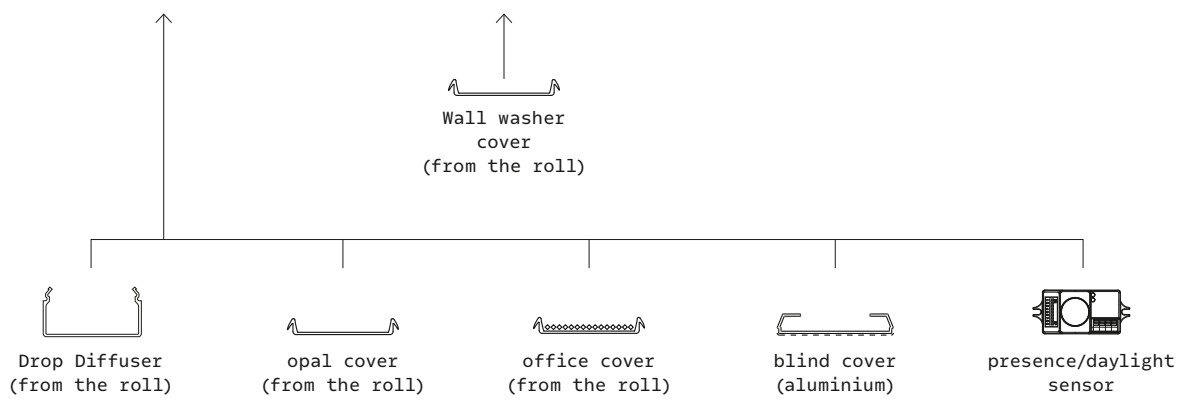 Wall washer
cover
(from the roll)
Drop Diffuser
(from the roll)
opal cover
(from the roll)
office cover
(from the roll)
blind cover
(aluminium)
presence/daylight
sensor